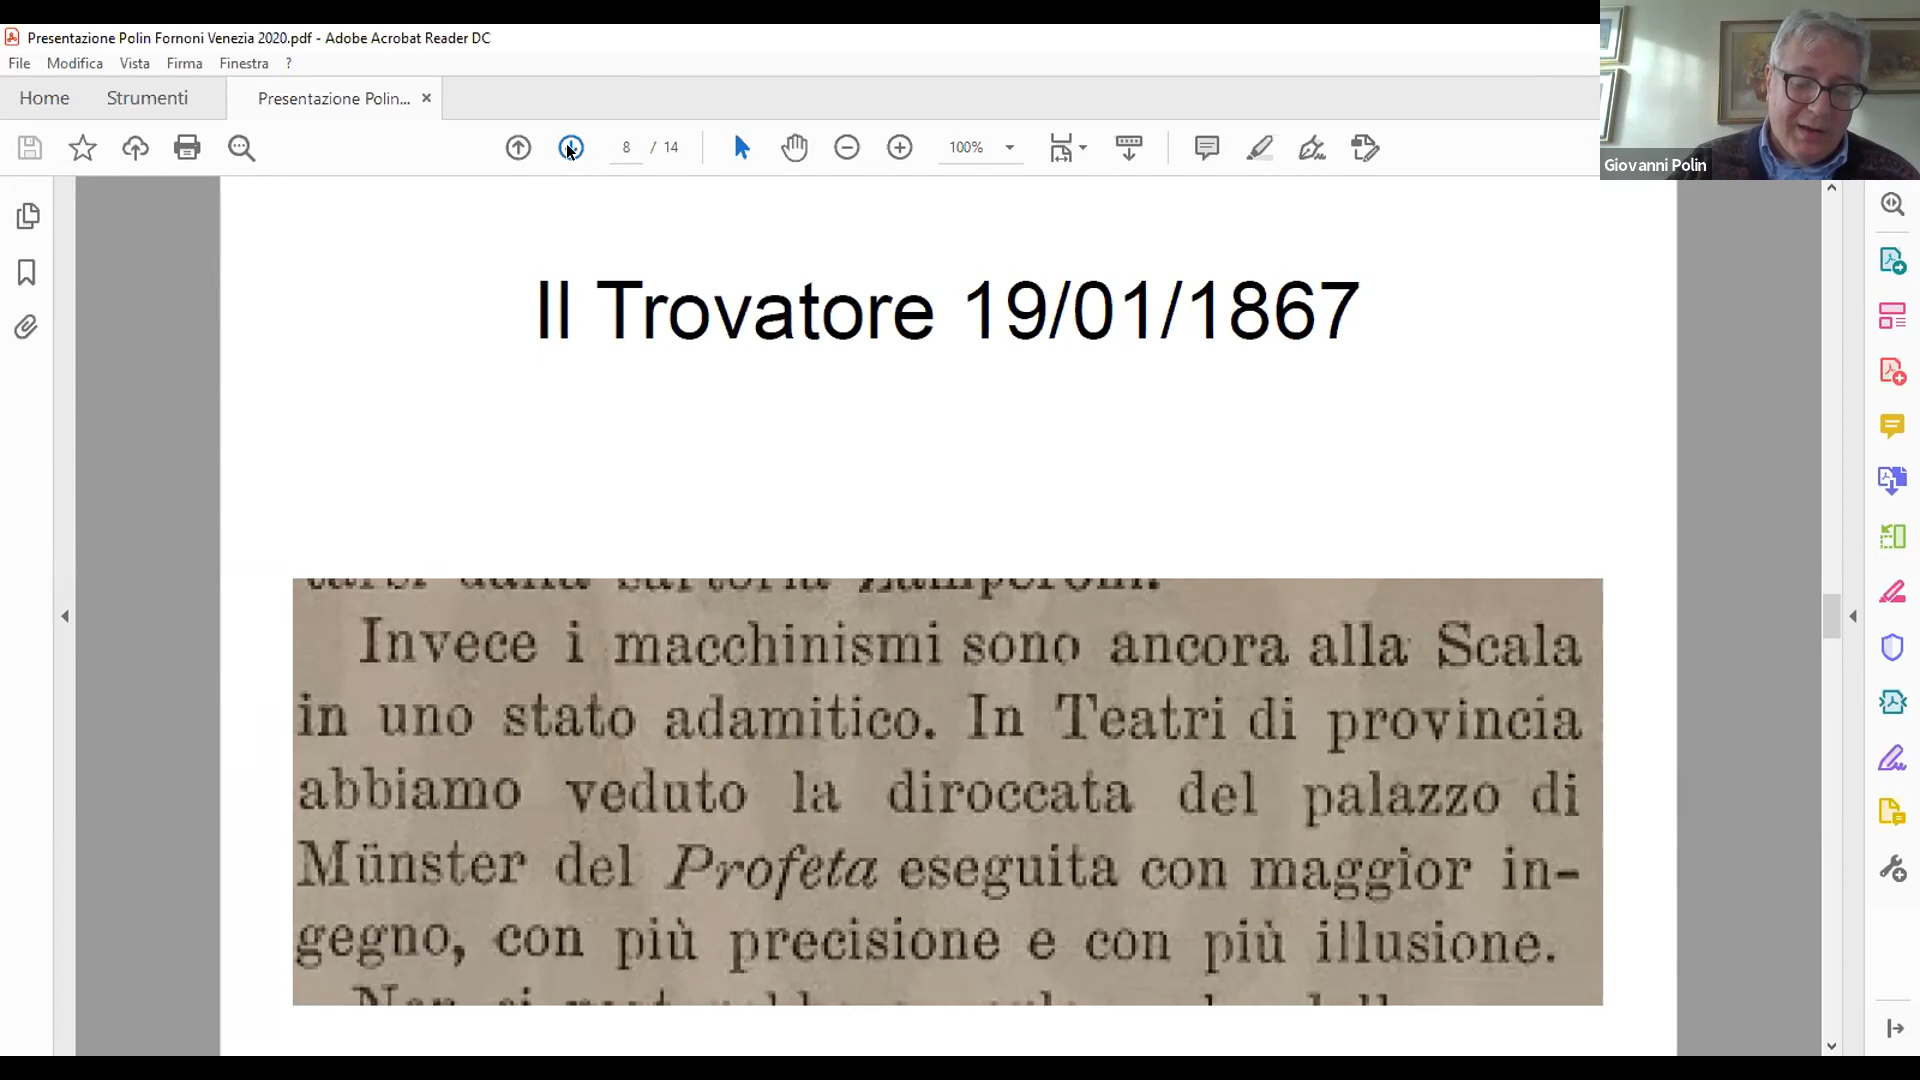 Presentazione Polin Fornoni Venezia 2020.pdf - Adobe Acrobat Reader DC
File Modifica Vista Firma Finestra ?
Home Strumenti Presentazione Polin... ×
8 / 14 100%
Giovanni Polin
Il Trovatore 19/01/1867
Invece i macchinismi sono ancora alla Scala
in uno stato adamitico. In Teatri di provincia
abbiamo veduto la diroccata del palazzo di
Münster del Profeta eseguita con maggior in-
gegno, con più precisione e con più illusione.